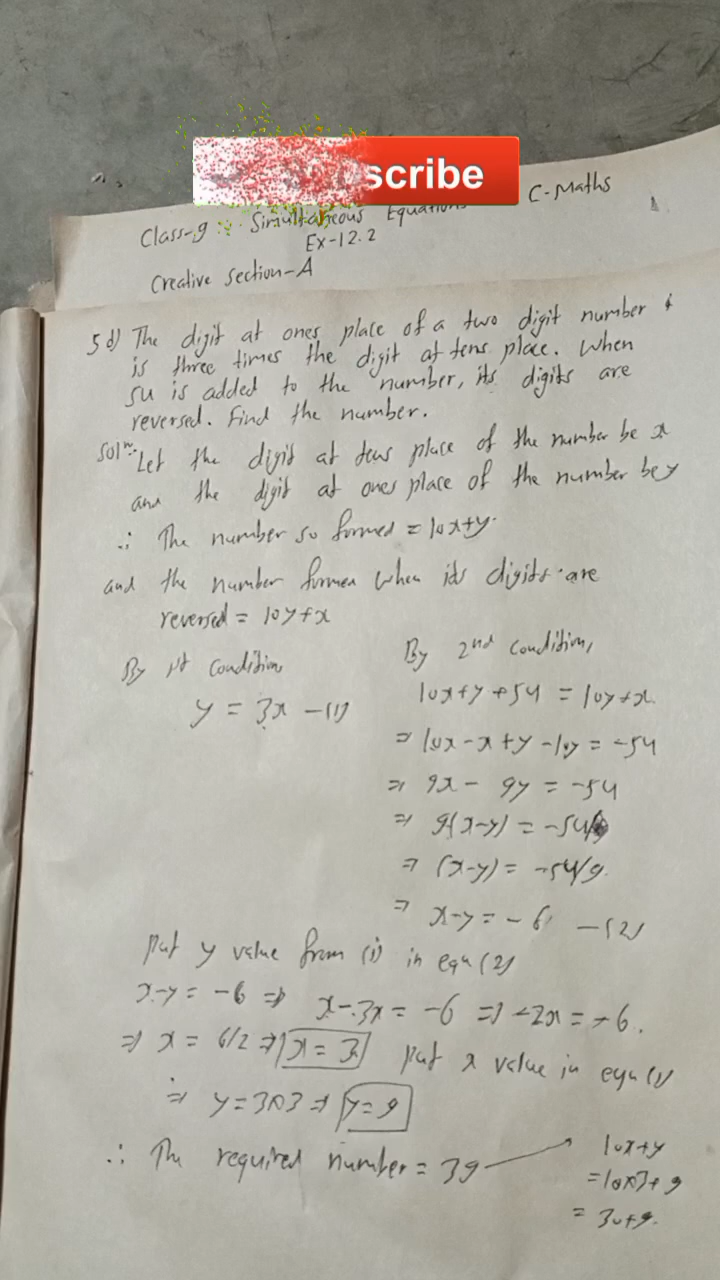 scribe
Class-9 Simultaneous Equations C-Maths
Ex-12.2
Creative Section-A
5 d) The digit at ones place of a two digit number
is three times the digit at tens place. When
54 is added to the number, its digits are
reversed. Find the number.
Solⁿ: Let the digit at tens place of the number be x
and the digit at ones place of the number be y
∴ The number so formed = 10x+y.
and the number formed when its digits are
reversed = 10y+x
By 1st condition
y = 3x -(1)
By 2nd condition,
10x+y+54 = 10y+x.
⇒ 10x-x+y-10y = -54
⇒ 9x - 9y = -54
⇒ 9(x-y) = -54
⇒ (x-y) = -54/9.
⇒ x-y = -6 -(2)
put y value from (i) in eqn (2)
x-y = -6 ⇒ x-3x = -6 ⇒ -2x = -6.
⇒ x = 6/2 ⇒ x = 3 put x value in eqn (1)
⇒ y = 3×3 ⇒ y = 9
∴ The required number = 39
10x+y
= 10×3+9
= 30+9.